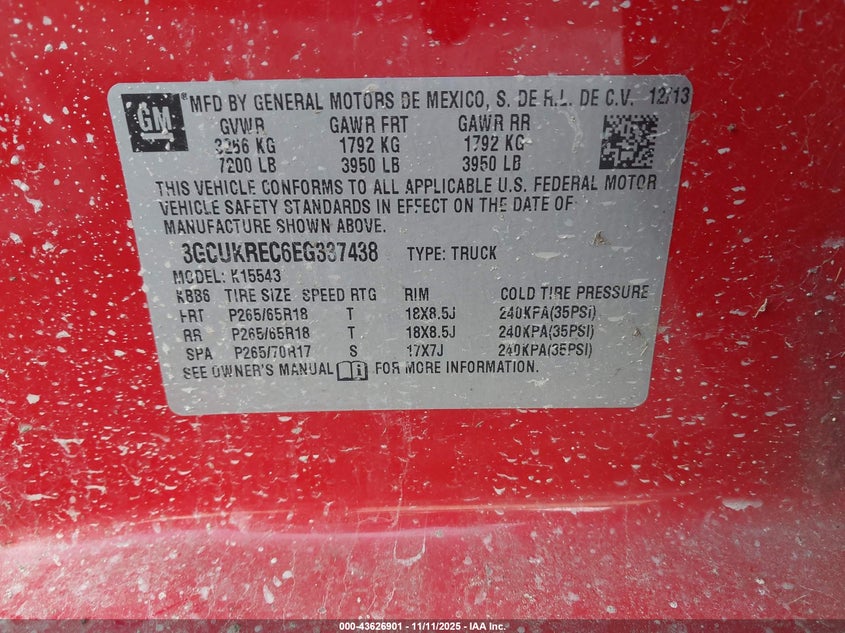 GM ® MFD BY GENERAL MOTORS DE MEXICO, S. DE R.L. DE C.V. 12/13
GVWR GAWR FRT GAWR RR
3266 KG 1792 KG 1792 KG
7200 LB 3950 LB 3950 LB
THIS VEHICLE CONFORMS TO ALL APPLICABLE U.S. FEDERAL MOTOR
VEHICLE SAFETY STANDARDS IN EFFECT ON THE DATE OF
MANUFACTURE SHOWN ABOVE.
3GCUKREC6EG337438 TYPE: TRUCK
MODEL: K15543
KBB6 TIRE SIZE SPEED RTG RIM COLD TIRE PRESSURE
FRT P265/65R18 T 18X8.5J 240KPA(35PSI)
RR P265/65R18 T 18X8.5J 240KPA(35PSI)
SPA P265/70R17 S 17X7J 240KPA(35PSI)
SEE OWNER'S MANUAL FOR MORE INFORMATION.
000-43626901 - 11/11/2025 - IAA Inc.